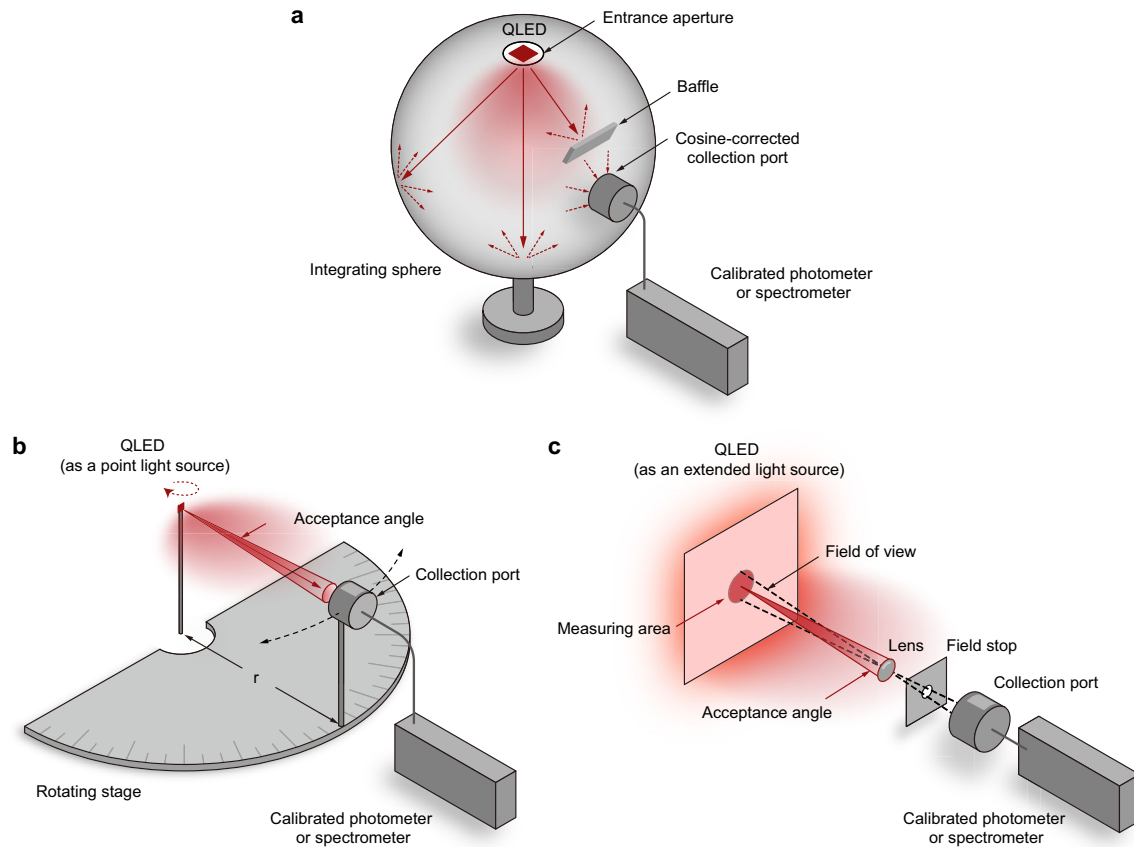 a
QLED
Entrance aperture
Baffle
Cosine-corrected
collection port
Integrating sphere
Calibrated photometer
or spectrometer
b
QLED
(as a point light source)
Acceptance angle
Collection port
r
Rotating stage
Calibrated photometer
or spectrometer
c
QLED
(as an extended light source)
Field of view
Measuring area
Lens
Field stop
Collection port
Acceptance angle
Calibrated photometer
or spectrometer